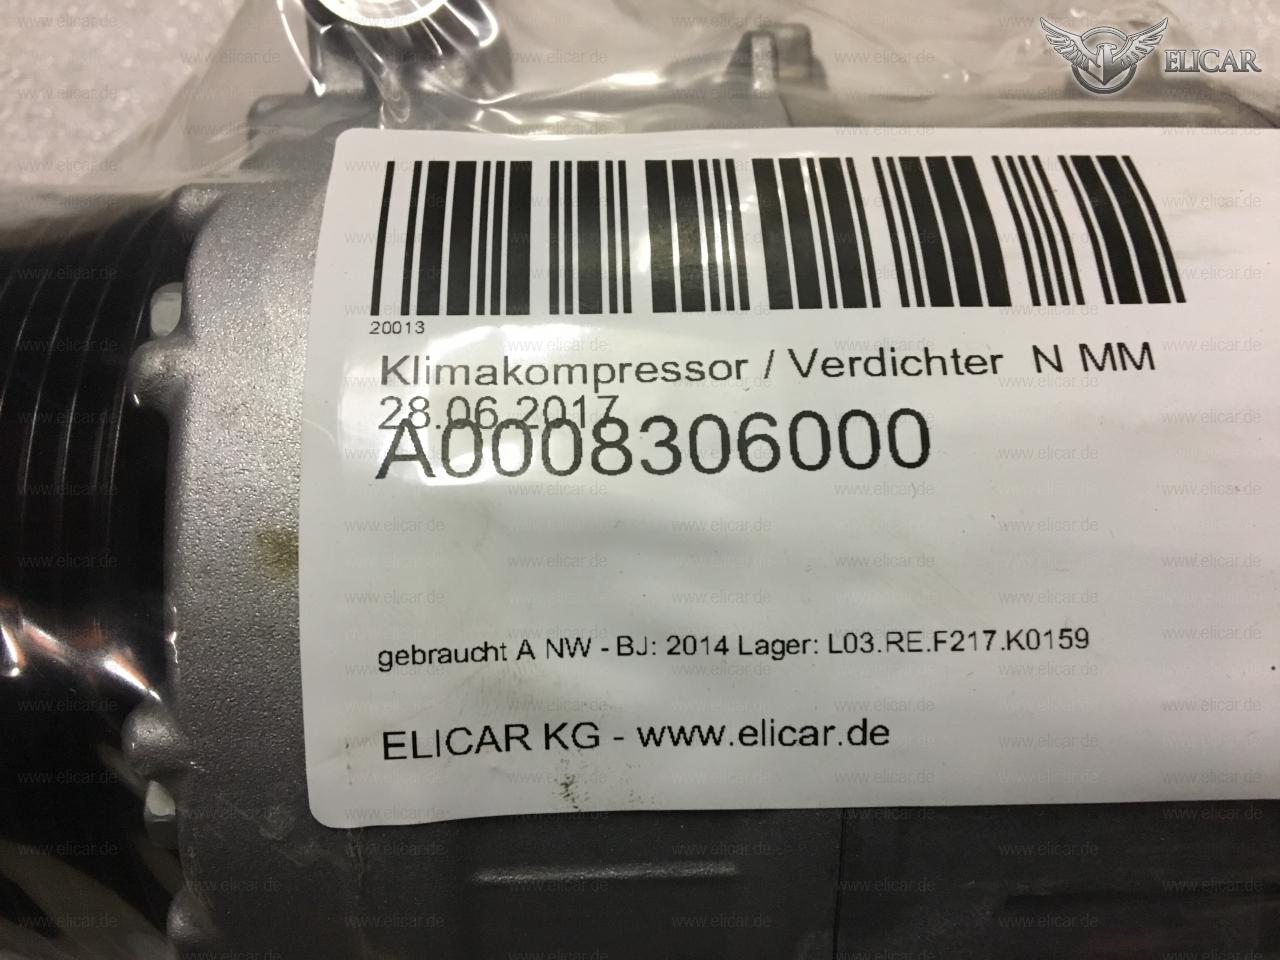 ELICAR
20013
Klimakompressor / Verdichter N MM
28.06.2017
A0008306000
gebraucht A NW - BJ: 2014 Lager: L03.RE.F217.K0159
ELICAR KG - www.elicar.de